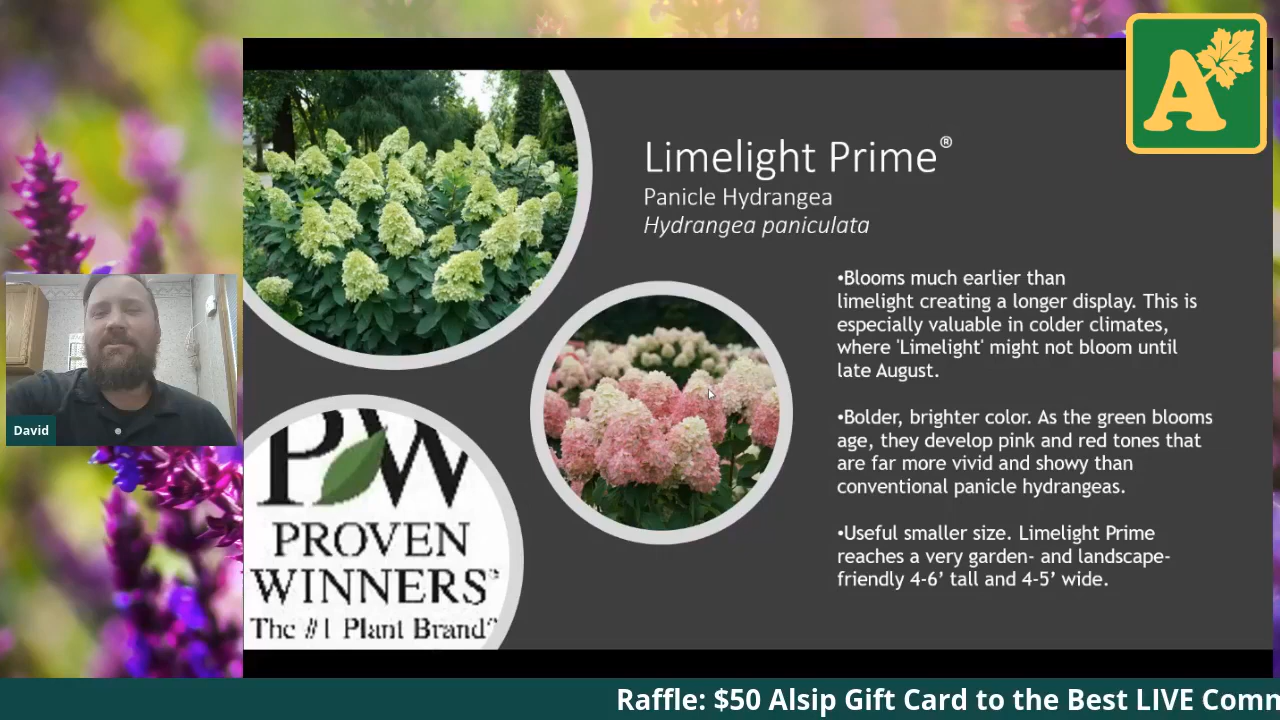 A
Limelight Prime®
Panicle Hydrangea
Hydrangea paniculata
•Blooms much earlier than
limelight creating a longer display. This is
especially valuable in colder climates,
where 'Limelight' might not bloom until
late August.
•Bolder, brighter color. As the green blooms
age, they develop pink and red tones that
are far more vivid and showy than
conventional panicle hydrangeas.
•Useful smaller size. Limelight Prime
reaches a very garden- and landscape-
friendly 4-6’ tall and 4-5’ wide.
David
PW
PROVEN
WINNERS
The #1 Plant Brand
Raffle: $50 Alsip Gift Card to the Best LIVE Comm